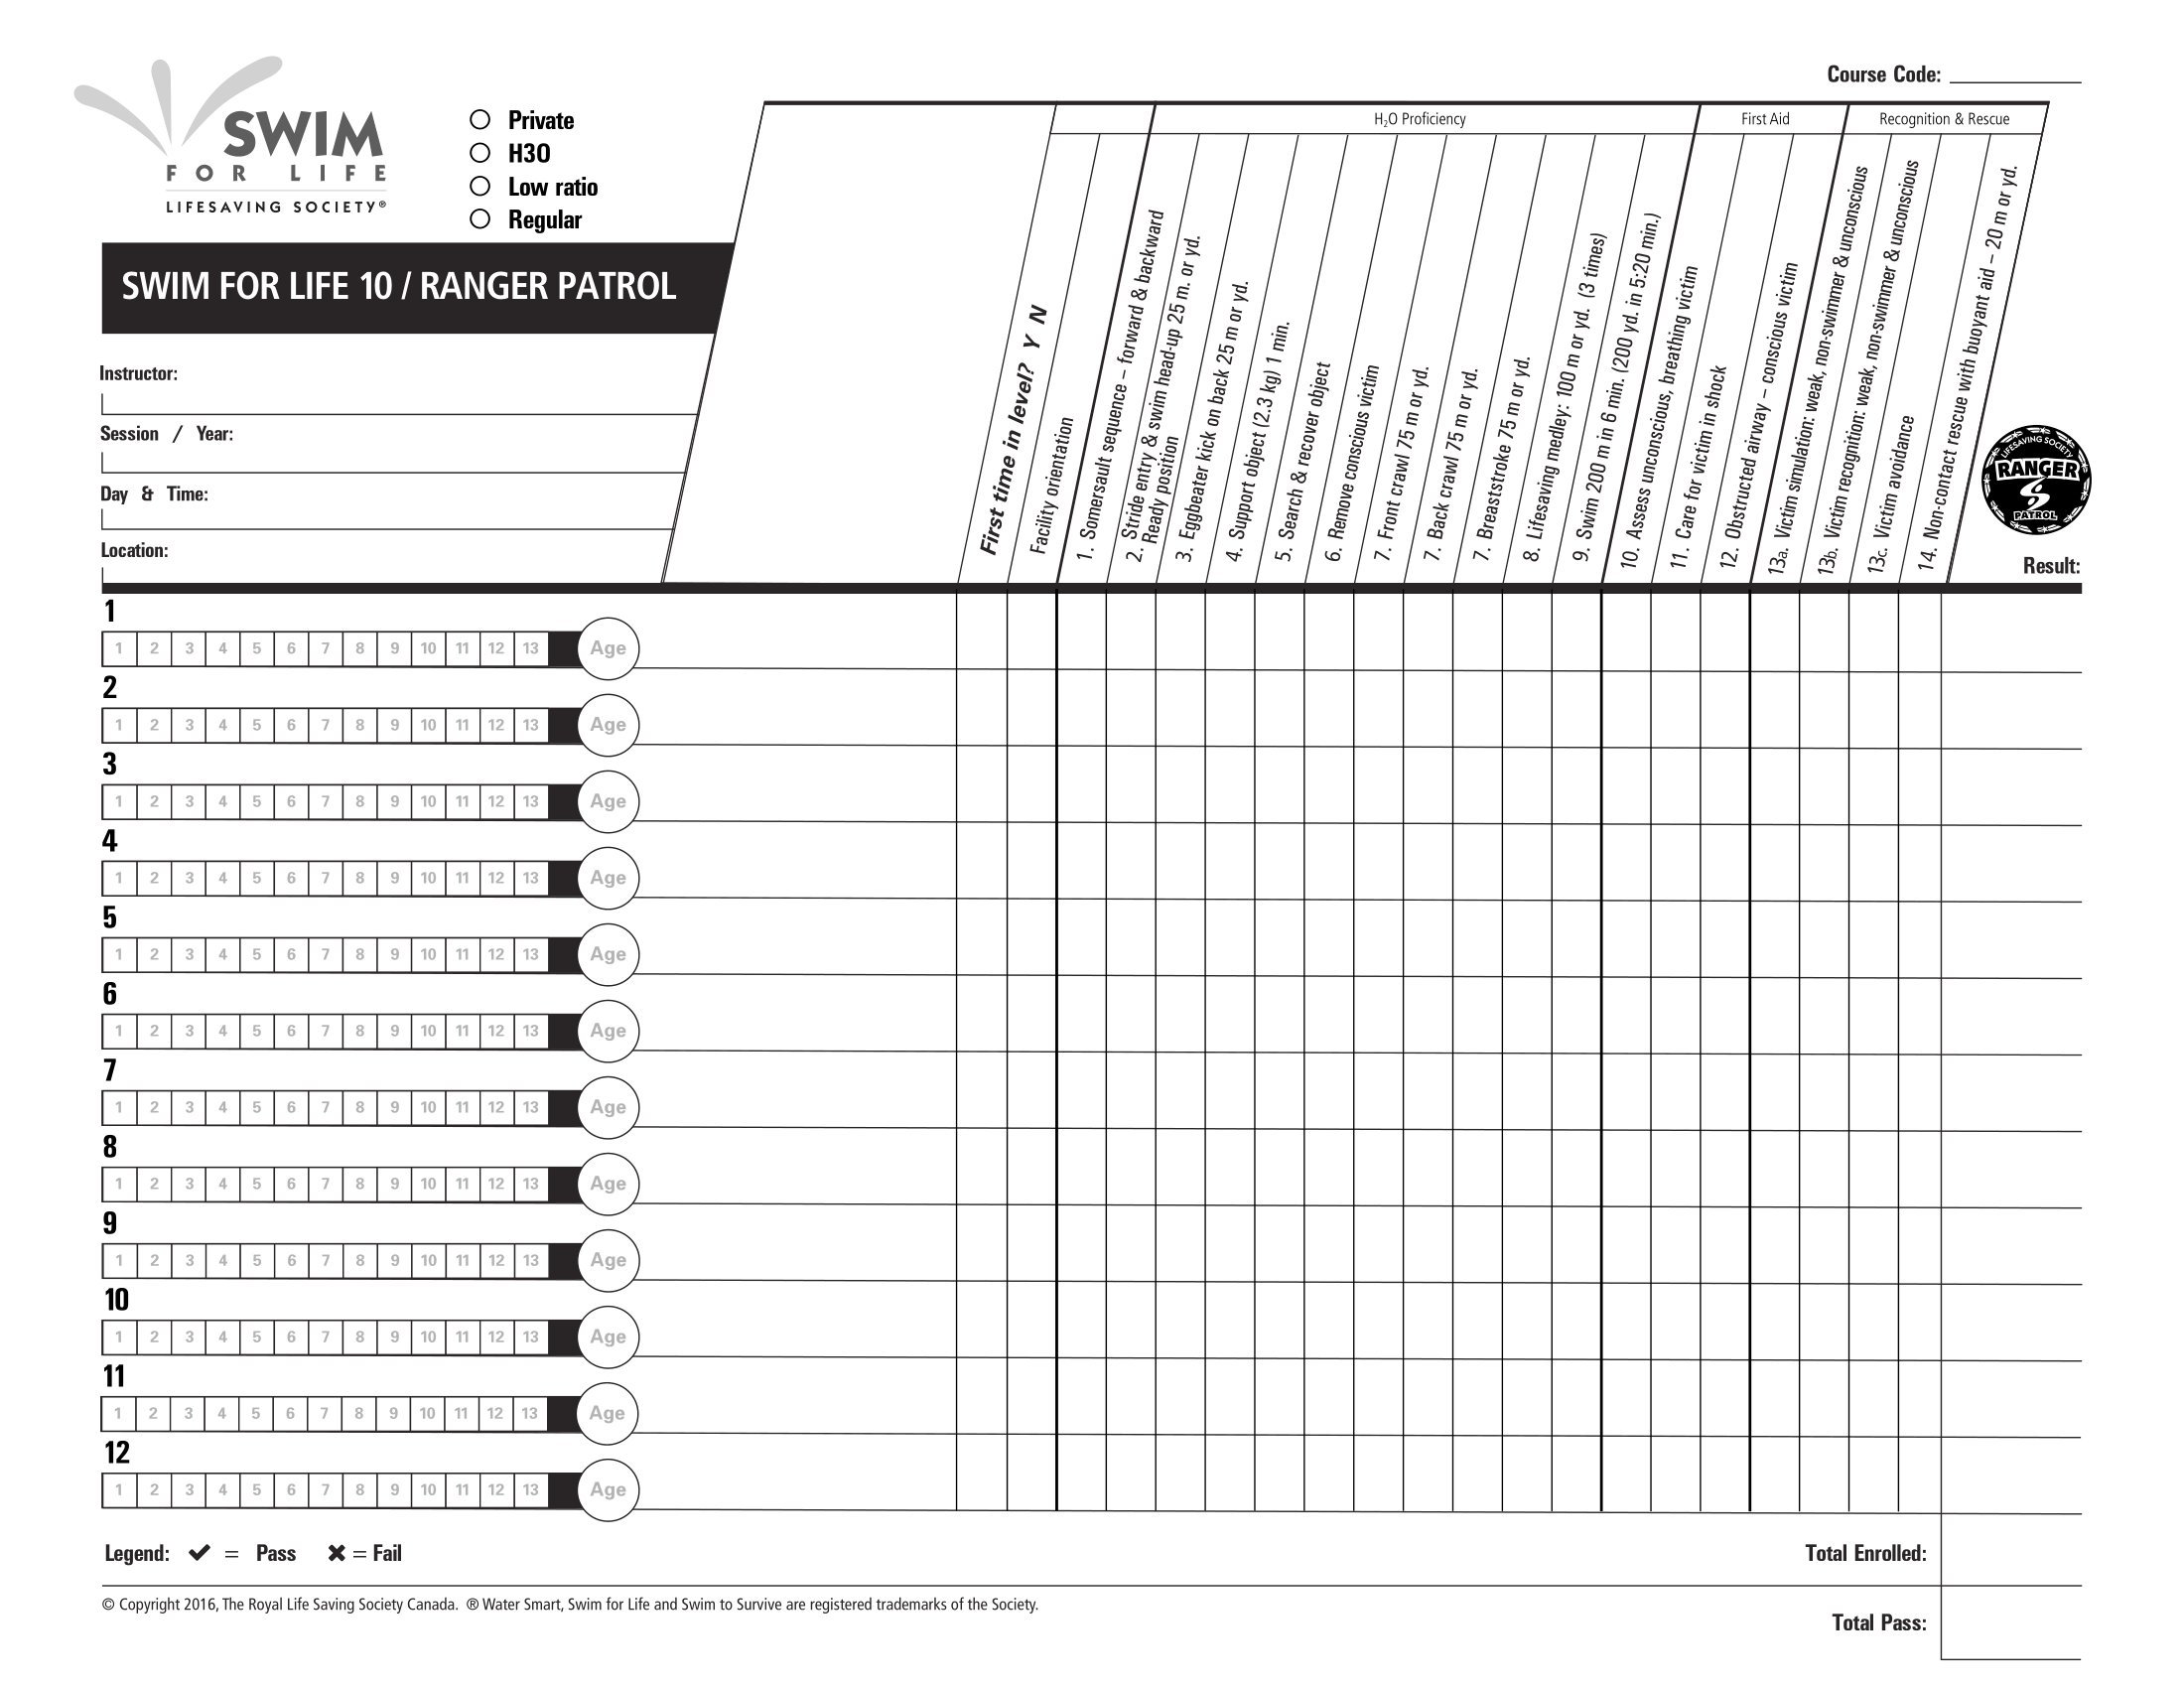 Course Code:
SWIM
FOR LIFE
LIFESAVING SOCIETY®
Private
H3O
Low ratio
Regular
SWIM FOR LIFE 10 / RANGER PATROL
Instructor:
Session / Year:
Day & Time:
Location:
H₂O Proficiency
First Aid
Recognition & Rescue
First time in level? Y N
Facility orientation
1. Somersault sequence – forward & backward
2. Stride entry & swim head-up 25 m. or yd.
Ready position
3. Eggbeater kick on back 25 m or yd.
4. Support object (2.3 kg) 1 min.
5. Search & recover object
6. Remove conscious victim
7. Front crawl 75 m or yd.
7. Back crawl 75 m or yd.
7. Breaststroke 75 m or yd.
8. Lifesaving medley: 100 m or yd. (3 times)
9. Swim 200 m in 6 min. (200 yd. in 5:20 min.)
10. Assess unconscious, breathing victim
11. Care for victim in shock
12. Obstructed airway – conscious victim
13a. Victim simulation: weak, non-swimmer & unconscious
13b. Victim recognition: weak, non-swimmer & unconscious
13c. Victim avoidance
14. Non-contact rescue with buoyant aid – 20 m or yd.
LIFESAVING SOCIETY
RANGER
PATROL
Result:
1
1 2 3 4 5 6 7 8 9 10 11 12 13 Age
2
1 2 3 4 5 6 7 8 9 10 11 12 13 Age
3
1 2 3 4 5 6 7 8 9 10 11 12 13 Age
4
1 2 3 4 5 6 7 8 9 10 11 12 13 Age
5
1 2 3 4 5 6 7 8 9 10 11 12 13 Age
6
1 2 3 4 5 6 7 8 9 10 11 12 13 Age
7
1 2 3 4 5 6 7 8 9 10 11 12 13 Age
8
1 2 3 4 5 6 7 8 9 10 11 12 13 Age
9
1 2 3 4 5 6 7 8 9 10 11 12 13 Age
10
1 2 3 4 5 6 7 8 9 10 11 12 13 Age
11
1 2 3 4 5 6 7 8 9 10 11 12 13 Age
12
1 2 3 4 5 6 7 8 9 10 11 12 13 Age
Legend: ✔ = Pass ✖ = Fail
Total Enrolled:
© Copyright 2016, The Royal Life Saving Society Canada. ® Water Smart, Swim for Life and Swim to Survive are registered trademarks of the Society.
Total Pass: